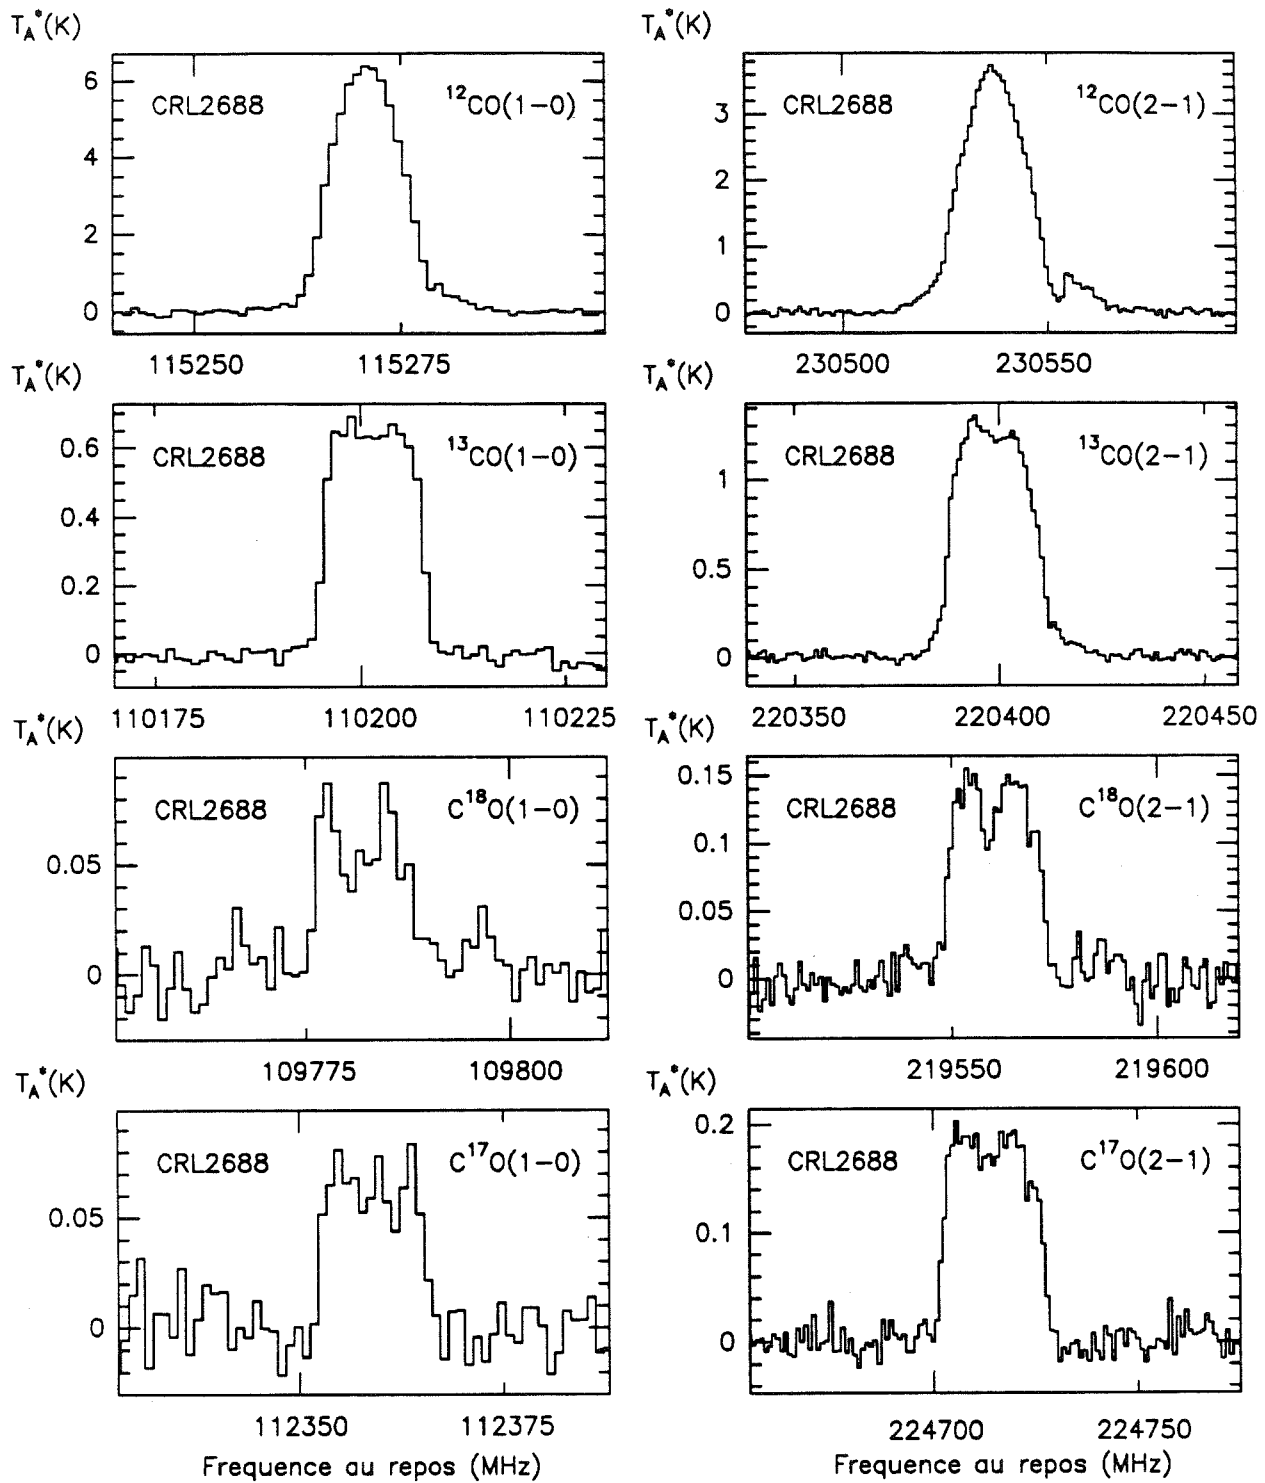 T_A*(K) T_A*(K)
6 CRL2688 ¹²CO(1−0) 3 CRL2688 ¹²CO(2−1)
4 2
2 1
0 0
115250 115275 230500 230550
T_A*(K) T_A*(K)
0.6 CRL2688 ¹³CO(1−0) CRL2688 ¹³CO(2−1)
0.4 1
0.2 0.5
0 0
110175 110200 110225 220350 220400 220450
T_A*(K) T_A*(K)
CRL2688 C¹⁸O(1−0) 0.15 CRL2688 C¹⁸O(2−1)
0.05 0.1
0.05
0 0
109775 109800 219550 219600
T_A*(K) T_A*(K)
CRL2688 C¹⁷O(1−0) 0.2 CRL2688 C¹⁷O(2−1)
0.05 0.1
0 0
112350 112375 224700 224750
Frequence au repos (MHz) Frequence au repos (MHz)